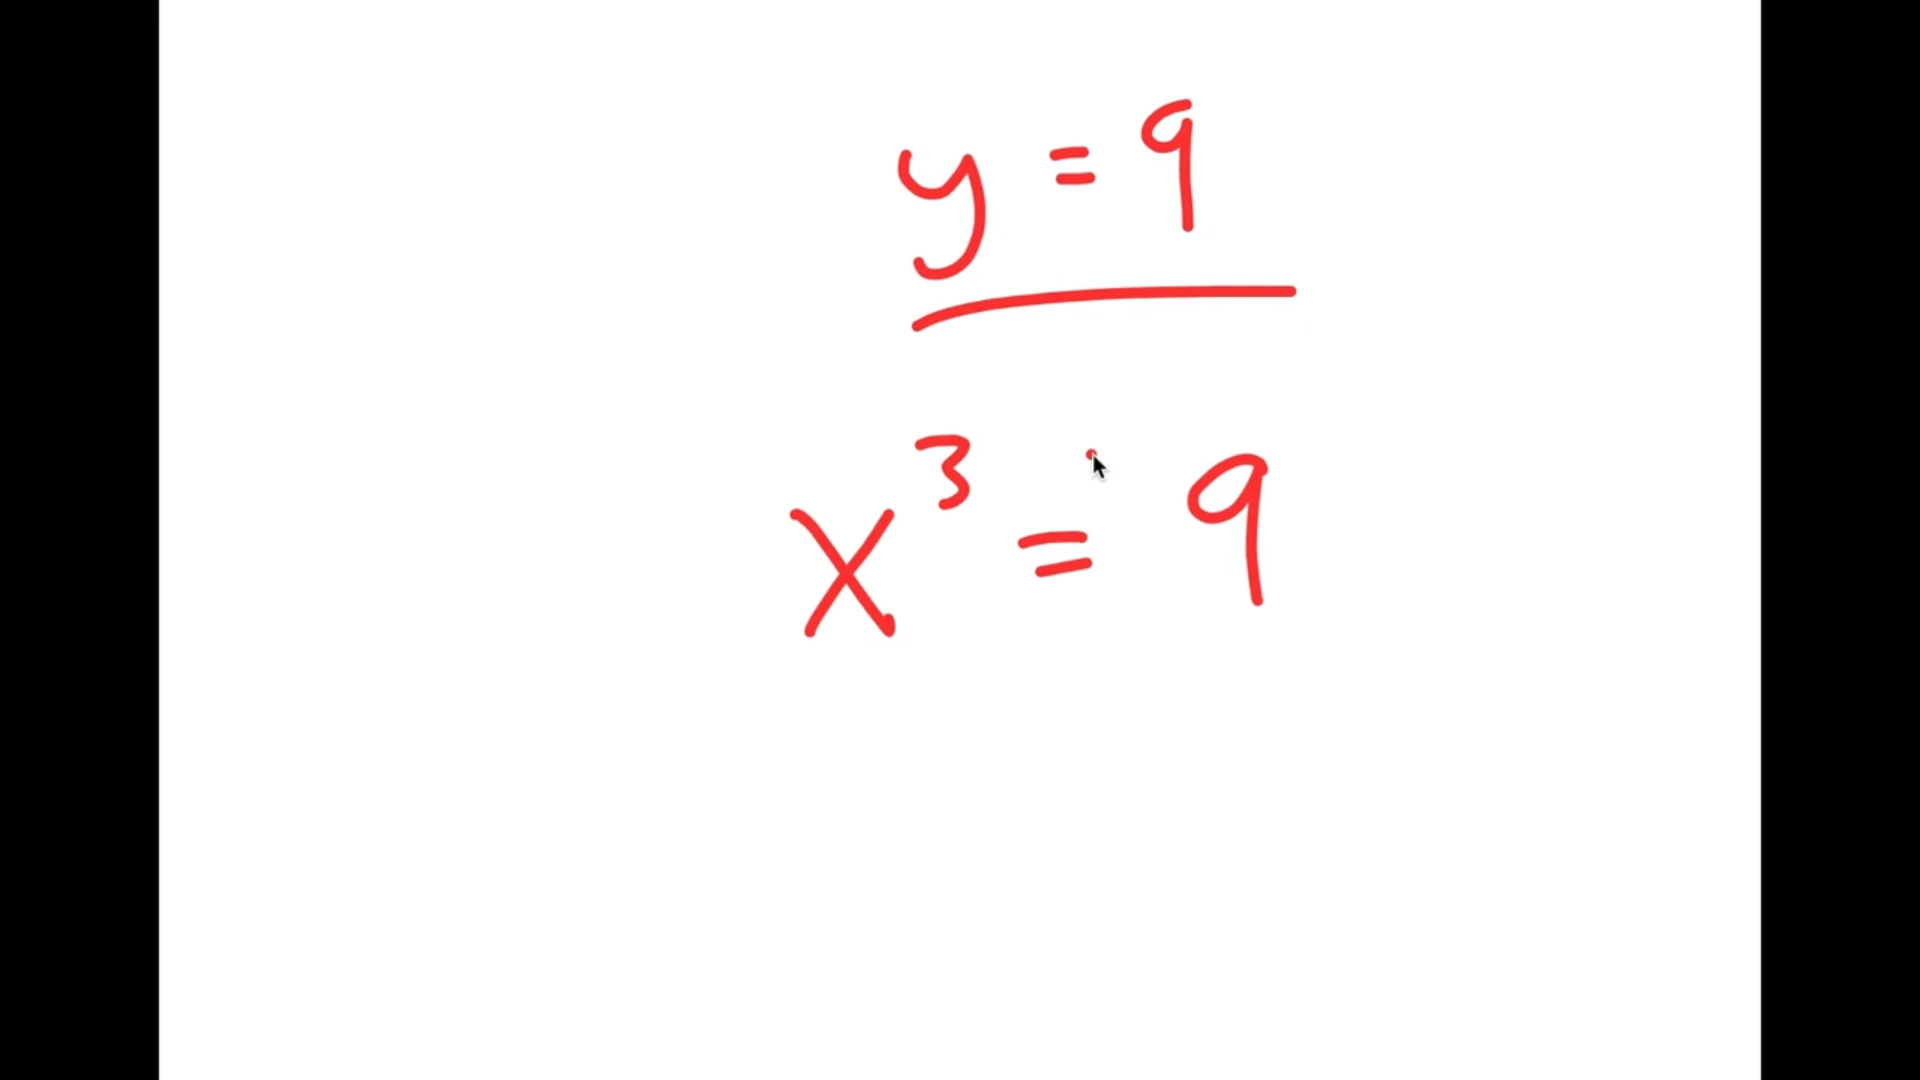 y = 9
x³ = 9